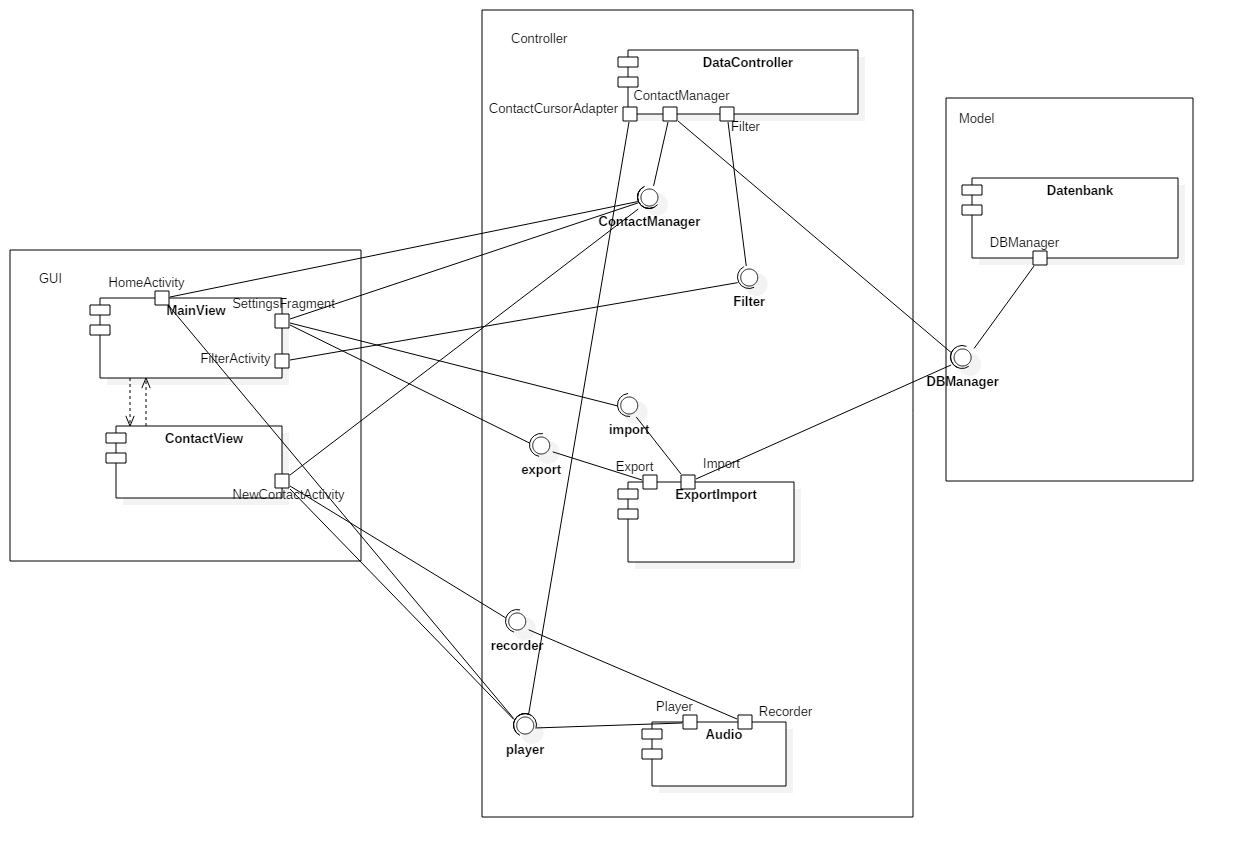 Controller
DataController
ContactManager
ContactCursorAdapter
Filter
Model
Datenbank
DBManager
ContactManager
GUI
HomeActivity
SettingsFragment
MainView
FilterActivity
Filter
DBManager
import
ContactView
export
Export
Import
ExportImport
NewContactActivity
recorder
Player
Recorder
Audio
player